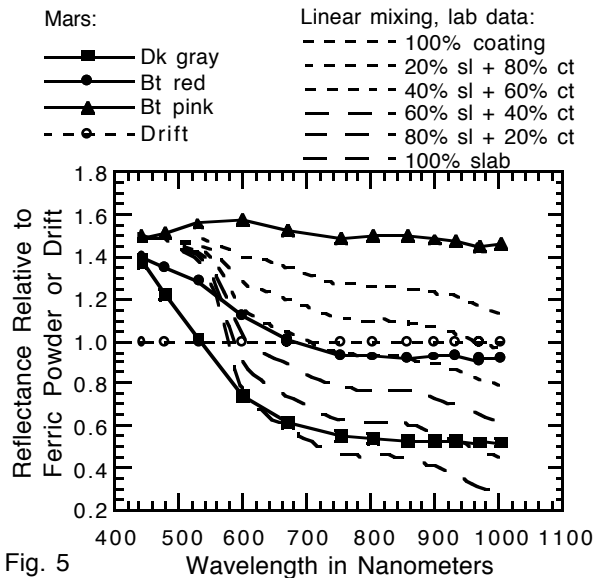 Mars:
Dk gray
Bt red
Bt pink
Drift
Linear mixing, lab data:
100% coating
20% sl + 80% ct
40% sl + 60% ct
60% sl + 40% ct
80% sl + 20% ct
100% slab
Reflectance Relative to
Ferric Powder or Drift
1.8
1.6
1.4
1.2
1.0
0.8
0.6
0.4
0.2
400 500 600 700 800 900 1000 1100
Wavelength in Nanometers
Fig. 5